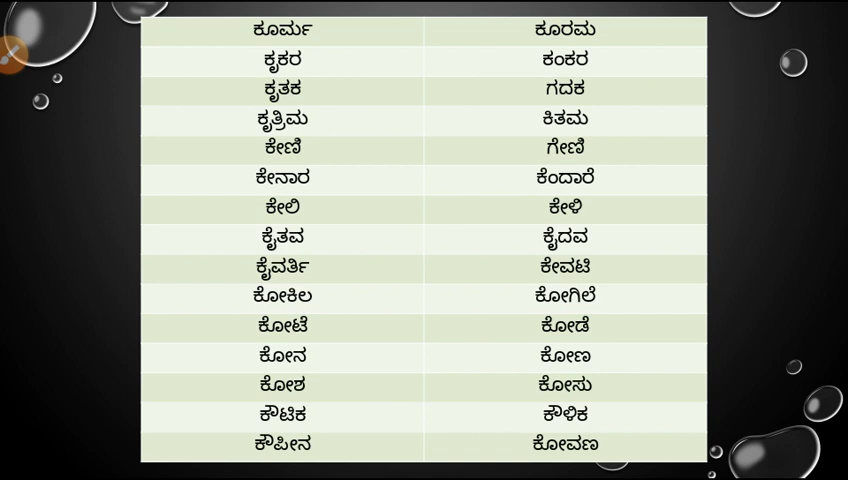 ಕೂರ್ಮ ಕೂರಮ
ಕೃಕರ ಕಂಕರ
ಕೃತಕ ಗದಕ
ಕೃತ್ರಿಮ ಕಿತಮ
ಕೇಣಿ ಗೇಣಿ
ಕೇನಾರ ಕೆಂದಾರೆ
ಕೇಲಿ ಕೇಳಿ
ಕೈತವ ಕೈದವ
ಕೈವರ್ತಿ ಕೇವಟಿ
ಕೋಕಿಲ ಕೋಗಿಲೆ
ಕೋಟೆ ಕೋಡೆ
ಕೋನ ಕೋಣ
ಕೋಶ ಕೋಸು
ಕೌಟಿಕ ಕೌಳಿಕ
ಕೌಪೀನ ಕೋವಣ